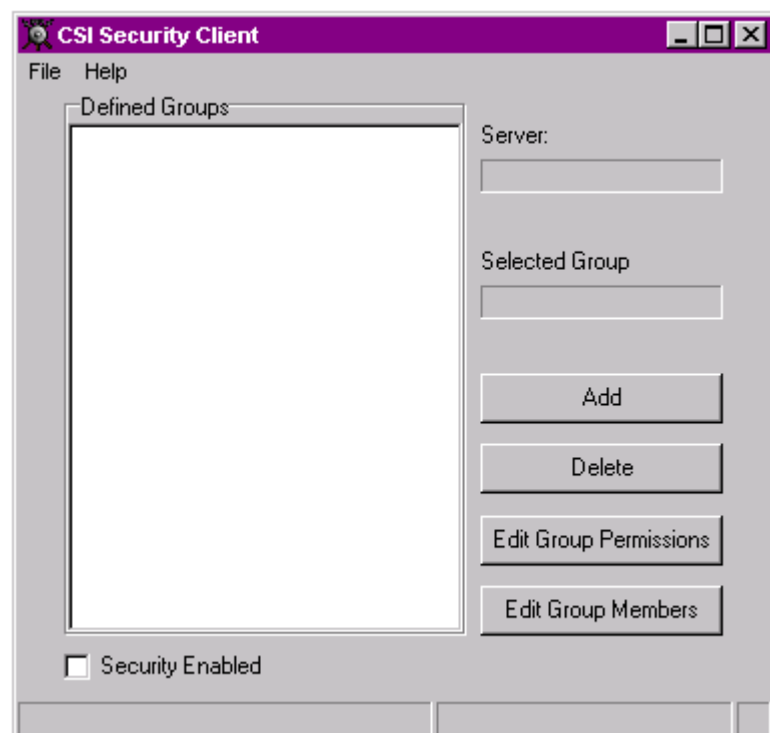 CSI Security Client
File Help
Defined Groups
Server:
Selected Group
Add
Delete
Edit Group Permissions
Edit Group Members
Security Enabled